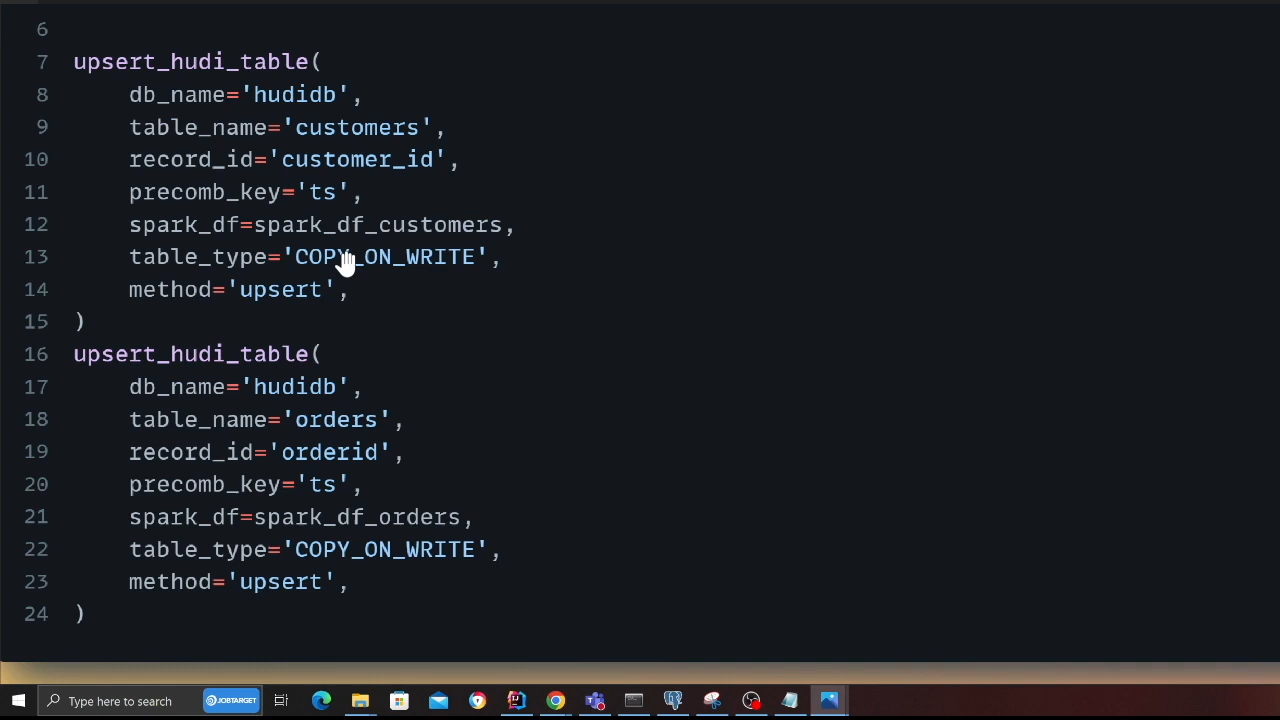 6
7 upsert_hudi_table(
8     db_name='hudidb',
9     table_name='customers',
10     record_id='customer_id',
11     precomb_key='ts',
12     spark_df=spark_df_customers,
13     table_type='COPY_ON_WRITE',
14     method='upsert',
15 )
16 upsert_hudi_table(
17     db_name='hudidb',
18     table_name='orders',
19     record_id='orderid',
20     precomb_key='ts',
21     spark_df=spark_df_orders,
22     table_type='COPY_ON_WRITE',
23     method='upsert',
24 )
Type here to search JOBTARGET